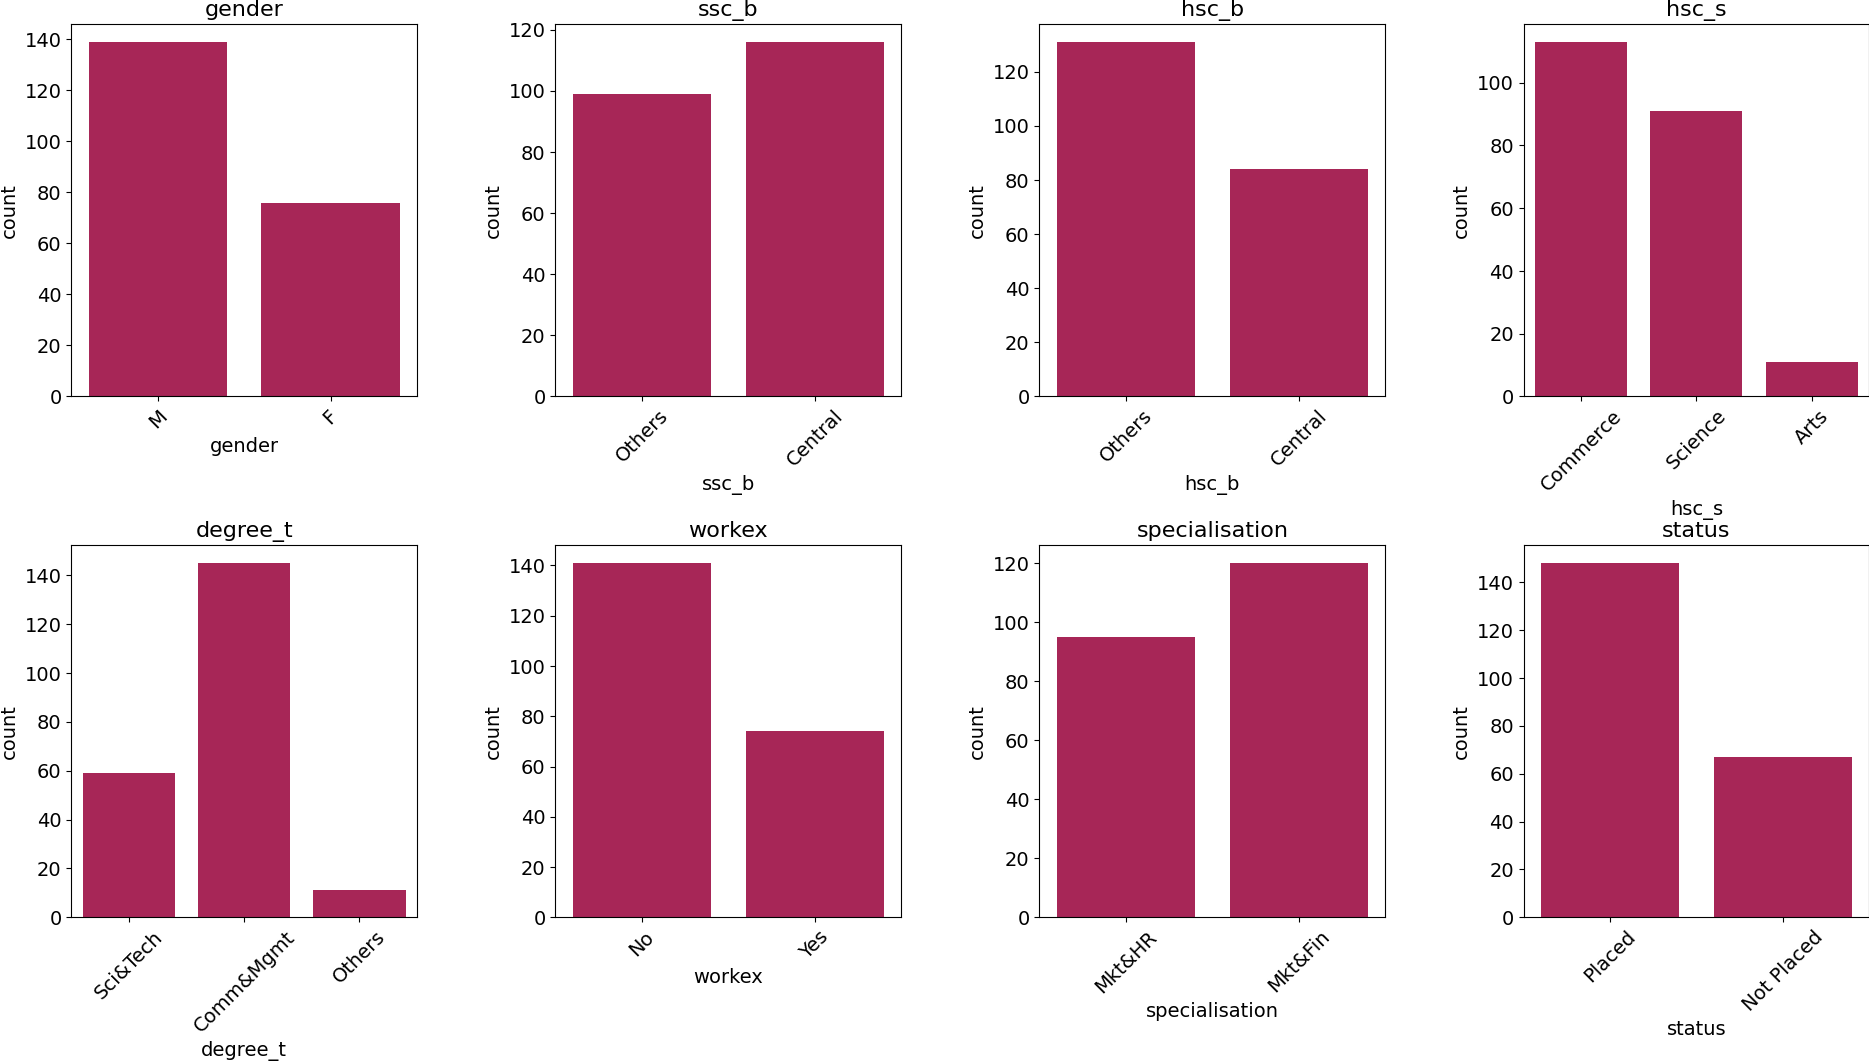 gender
140
120
100
80
60
40
20
0
count
M
F
gender
ssc_b
120
100
80
60
40
20
0
count
Others
Central
ssc_b
hsc_b
120
100
80
60
40
20
0
count
Others
Central
hsc_b
hsc_s
100
80
60
40
20
0
count
Commerce
Science
Arts
hsc_s
degree_t
140
120
100
80
60
40
20
0
count
Sci&Tech
Comm&Mgmt
Others
degree_t
workex
140
120
100
80
60
40
20
0
count
No
Yes
workex
specialisation
120
100
80
60
40
20
0
count
Mkt&HR
Mkt&Fin
specialisation
status
140
120
100
80
60
40
20
0
count
Placed
Not Placed
status